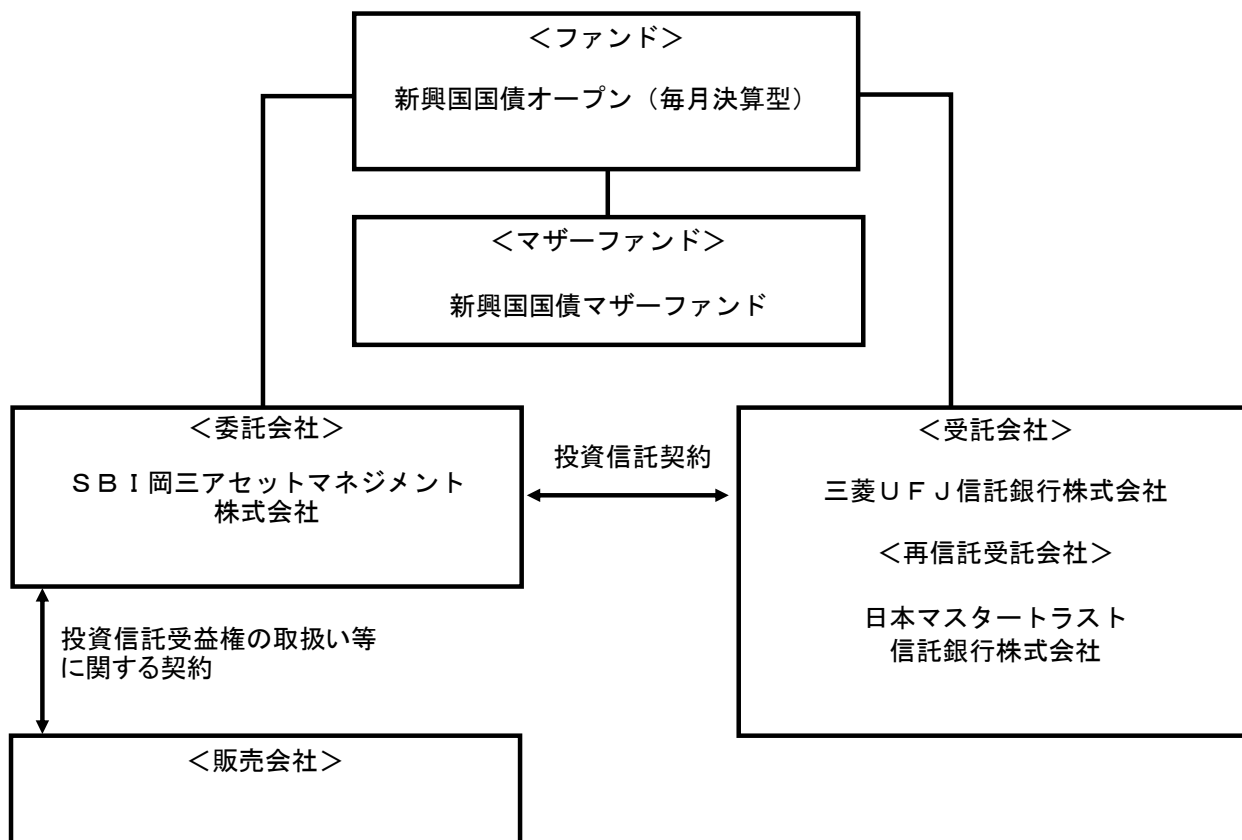 ＜ファンド＞
新興国国債オープン（毎月決算型）
＜マザーファンド＞
新興国国債マザーファンド
＜委託会社＞
ＳＢＩ岡三アセットマネジメント
株式会社
投資信託契約
＜受託会社＞
三菱ＵＦＪ信託銀行株式会社
＜再信託受託会社＞
日本マスタートラスト
信託銀行株式会社
投資信託受益権の取扱い等
に関する契約
＜販売会社＞